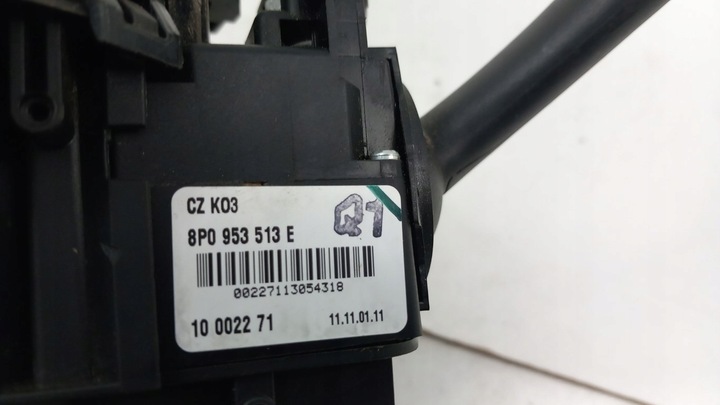 CZ K03
Q1
8P0 953 513 E
00227113054318
10 0022 71
11.11.01.11